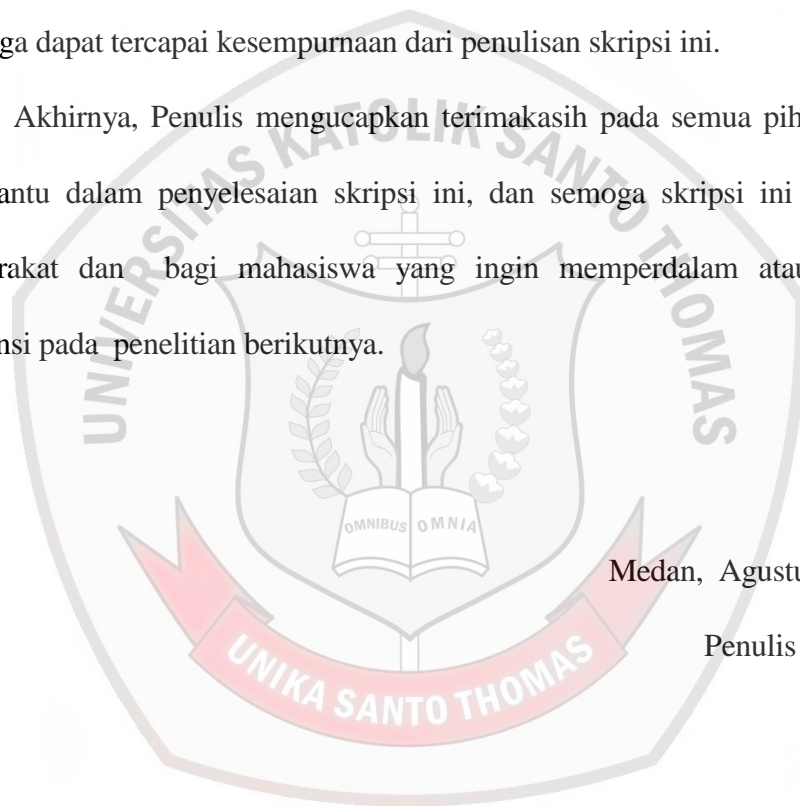 ga dapat tercapai kesempurnaan dari penulisan skripsi ini.
Akhirnya, Penulis mengucapkan terimakasih pada semua pih
antu dalam penyelesaian skripsi ini, dan semoga skripsi ini
rakat dan bagi mahasiswa yang ingin memperdalam atau
nsi pada penelitian berikutnya.
Medan, Agustu
Penulis
UNIVERSITAS KATOLIK SANTO THOMAS
OMNIBUS OMNIA
UNIKA SANTO THOMAS